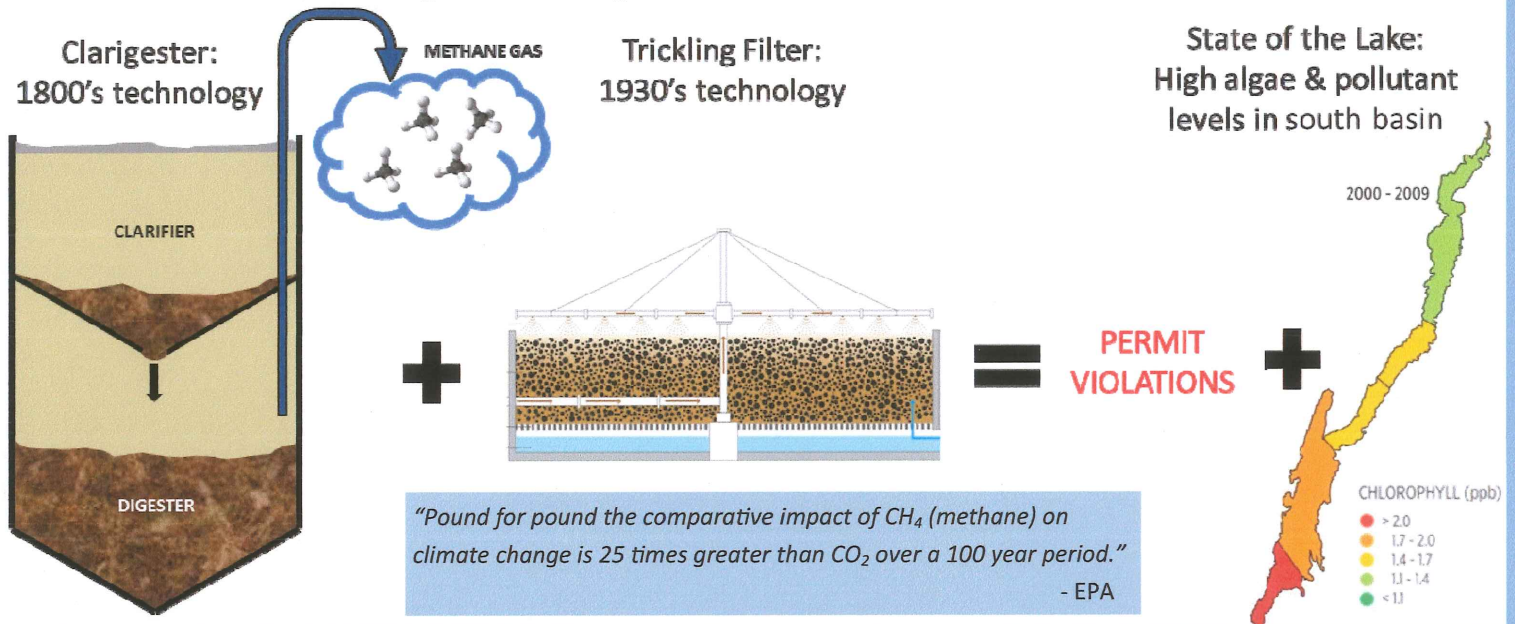 Clarigester:
1800's technology
METHANE GAS
CLARIFIER
DIGESTER
Trickling Filter:
1930's technology
PERMIT
VIOLATIONS
"Pound for pound the comparative impact of CH₄ (methane) on
climate change is 25 times greater than CO₂ over a 100 year period."
- EPA
State of the Lake:
High algae & pollutant
levels in south basin
2000 - 2009
CHLOROPHYLL (ppb)
> 2.0
1.7 - 2.0
1.4 - 1.7
1.1 - 1.4
< 1.1